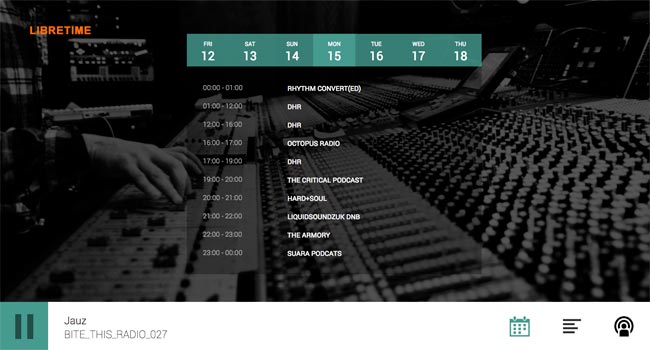 LIBRETIME
FRI SAT SUN MON TUE WED THU
12 13 14 15 16 17 18
00:00 - 01:00 RHYTHM CONVERT(ED)
01:00 - 12:00 DHR
12:00 - 16:00 DHR
16:00 - 17:00 OCTOPUS RADIO
17:00 - 19:00 DHR
19:00 - 20:00 THE CRITICAL PODCAST
20:00 - 21:00 HARD+SOUL
21:00 - 22:00 LIQUIDSOUNDZUK DNB
22:00 - 23:00 THE ARMORY
23:00 - 00:00 SUARA PODCATS
Jauz
BITE_THIS_RADIO_027